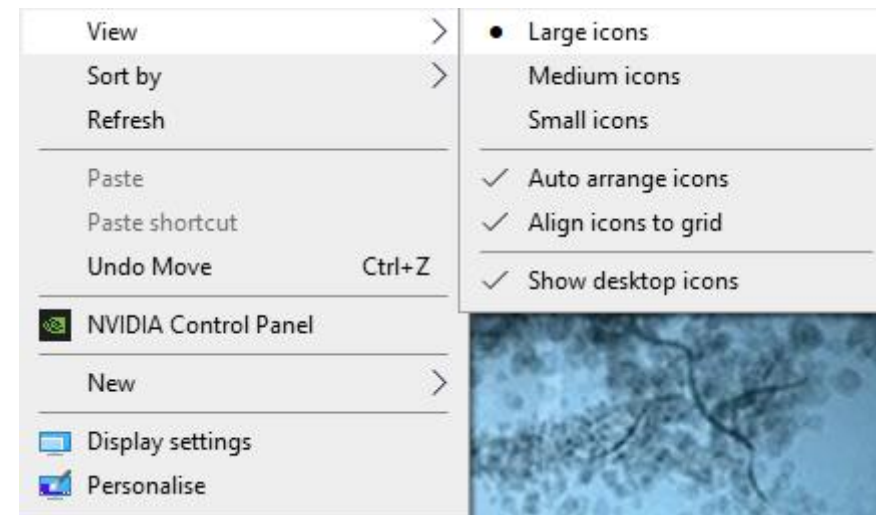 View
Sort by
Refresh
Paste
Paste shortcut
Undo Move Ctrl+Z
NVIDIA Control Panel
New
Display settings
Personalise
Large icons
Medium icons
Small icons
Auto arrange icons
Align icons to grid
Show desktop icons